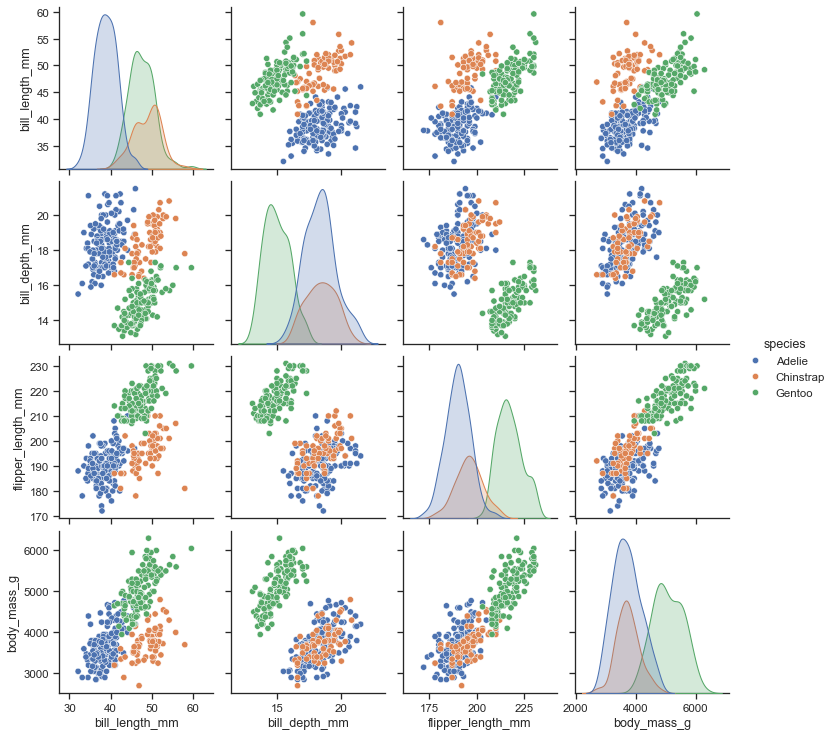 bill_length_mm
60
55
50
45
40
35
bill_depth_mm
20
18
16
14
flipper_length_mm
230
220
210
200
190
180
170
body_mass_g
6000
5000
4000
3000
30 40 50 60
bill_length_mm
15 20
bill_depth_mm
175 200 225
flipper_length_mm
2000 4000 6000
body_mass_g
species
Adelie
Chinstrap
Gentoo